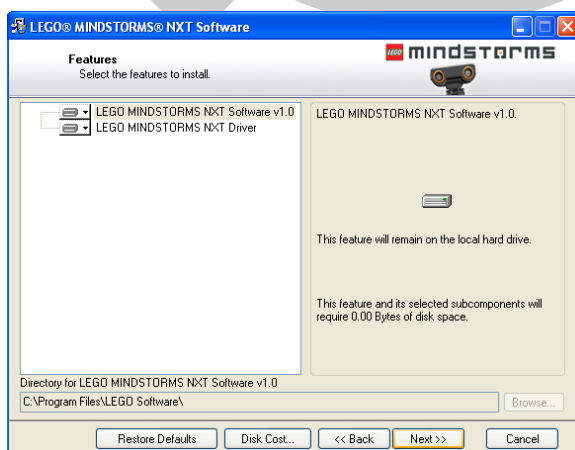 LEGO® MINDSTORMS® NXT Software
Features
Select the features to install.
LEGO mindstorms
LEGO MINDSTORMS NXT Software v1.0
LEGO MINDSTORMS NXT Driver
LEGO MINDSTORMS NXT Software v1.0.
This feature will remain on the local hard drive.
This feature and its selected subcomponents will
require 0.00 Bytes of disk space.
Directory for LEGO MINDSTORMS NXT Software v1.0
C:\Program Files\LEGO Software\
Browse...
Restore Defaults
Disk Cost...
<< Back
Next >>
Cancel